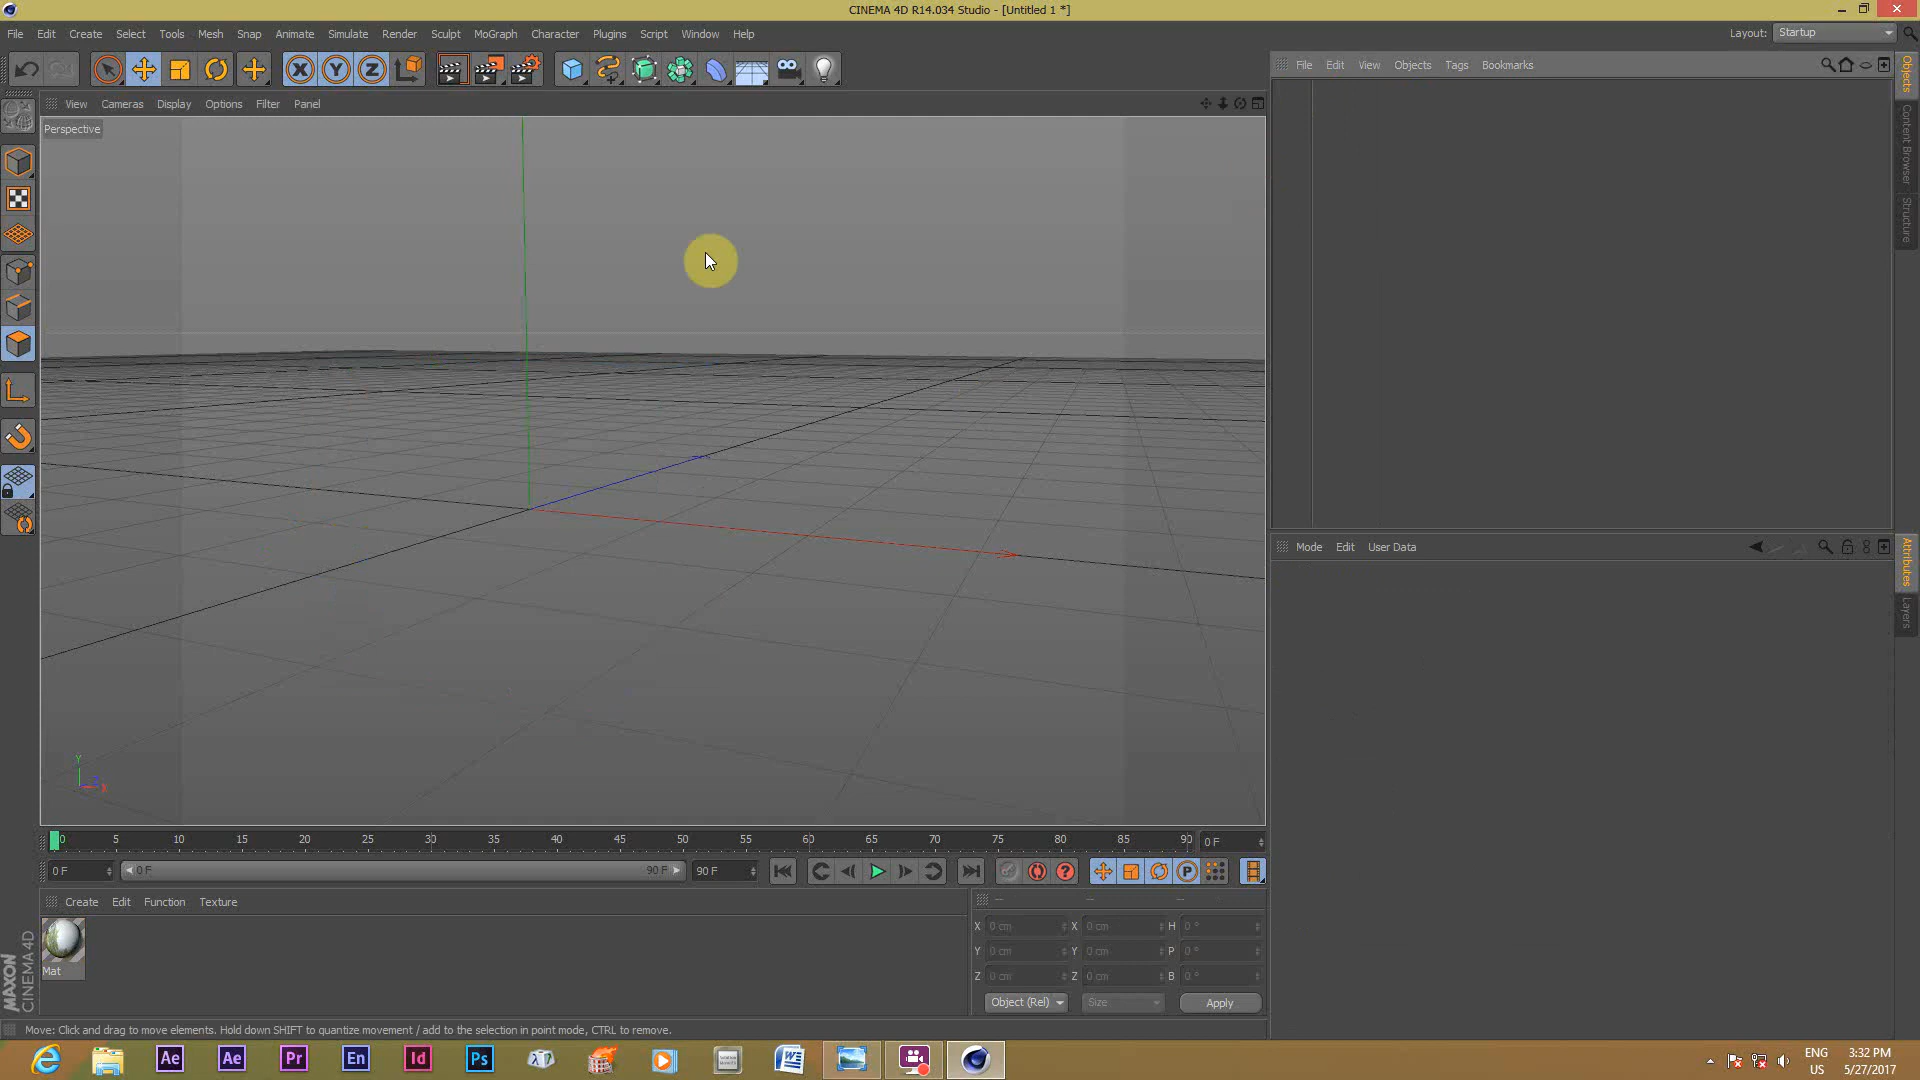 CINEMA 4D R14.034 Studio - [Untitled 1 *]
File Edit Create Select Tools Mesh Snap Animate Simulate Render Sculpt MoGraph Character Plugins Script Window Help
Layout: Startup
X Y Z
File Edit View Objects Tags Bookmarks
Objects
Content Browser
Structure
View Cameras Display Options Filter Panel
Perspective
Mode Edit User Data
Attributes
Layers
Y
Z
X
0 5 10 15 20 25 30 35 40 45 50 55 60 65 70 75 80 85 90
0 F
0 F 0 F 90 F 90 F
P
Create Edit Function Texture
Mat
X 0 cm X 0 cm H 0 °
Y 0 cm Y 0 cm P 0 °
Z 0 cm Z 0 cm B 0 °
Object (Rel) Size Apply
MAXON
CINEMA 4D
Move: Click and drag to move elements. Hold down SHIFT to quantize movement / add to the selection in point mode, CTRL to remove.
Ae Ae Pr En Id Ps
ENG
US
3:32 PM
5/27/2017